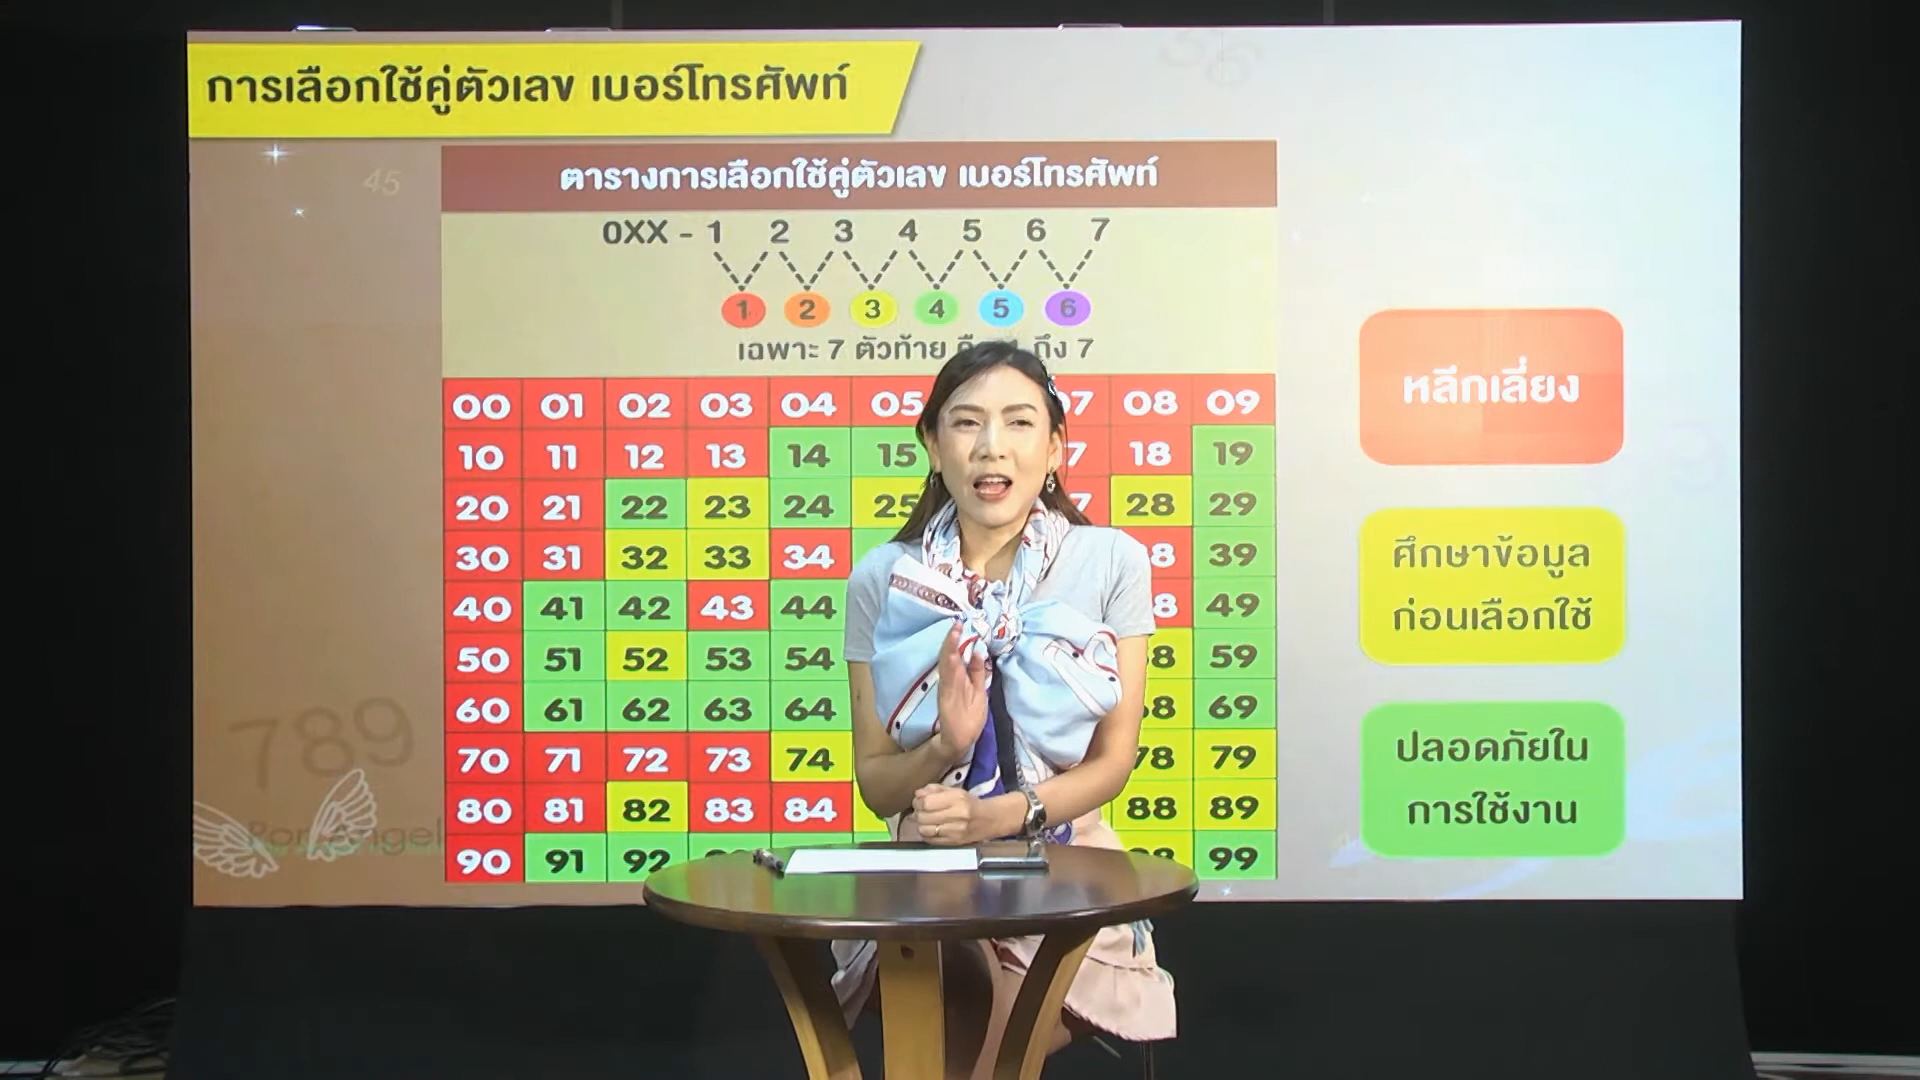 การเลือกใช้คู่ตัวเลข เบอร์โทรศัพท์
56
45
ตารางการเลือกใช้คู่ตัวเลข เบอร์โทรศัพท์
0XX - 1 2 3 4 5 6 7
1 2 3 4 5 6
เฉพาะ 7 ตัวท้าย ถึง 7
00 01 02 03 04 05 08 09
10 11 12 13 14 15 18 19
20 21 22 23 24 25 28 29
30 31 32 33 34 39
40 41 42 43 44 49
50 51 52 53 54 59
60 61 62 63 64 69
70 71 72 73 74 78 79
80 81 82 83 84 88 89
90 91 92 99
หลีกเลี่ยง
ศึกษาข้อมูล
ก่อนเลือกใช้
ปลอดภัยใน
การใช้งาน
789